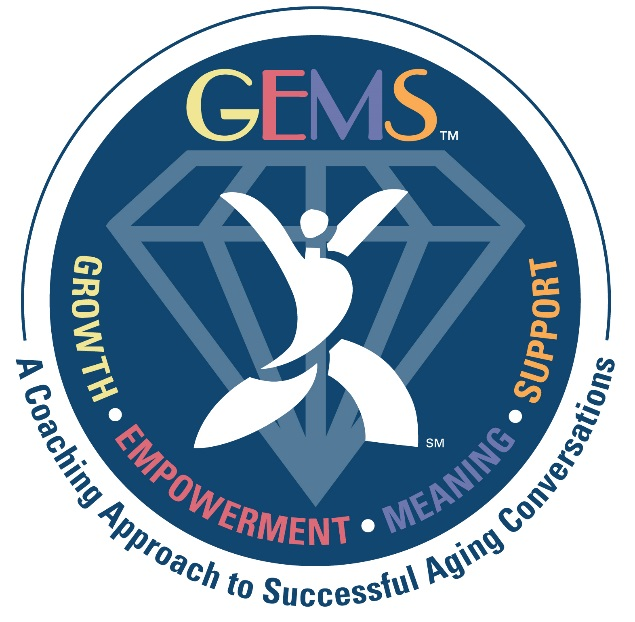 GEMS™
SM
GROWTH • EMPOWERMENT • MEANING • SUPPORT
A Coaching Approach to Successful Aging Conversations